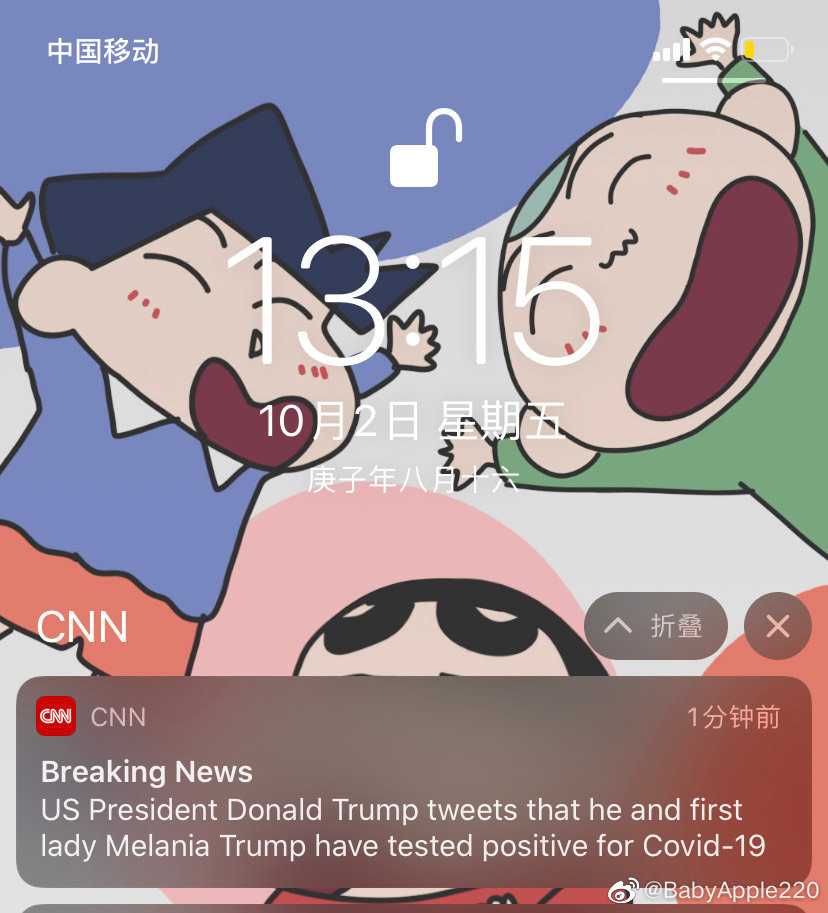 中国移动
13:15
10月2日 星期五
庚子年八月十六
CNN
折叠
CNN CNN
1分钟前
Breaking News
US President Donald Trump tweets that he and first
lady Melania Trump have tested positive for Covid-19
@BabyApple220